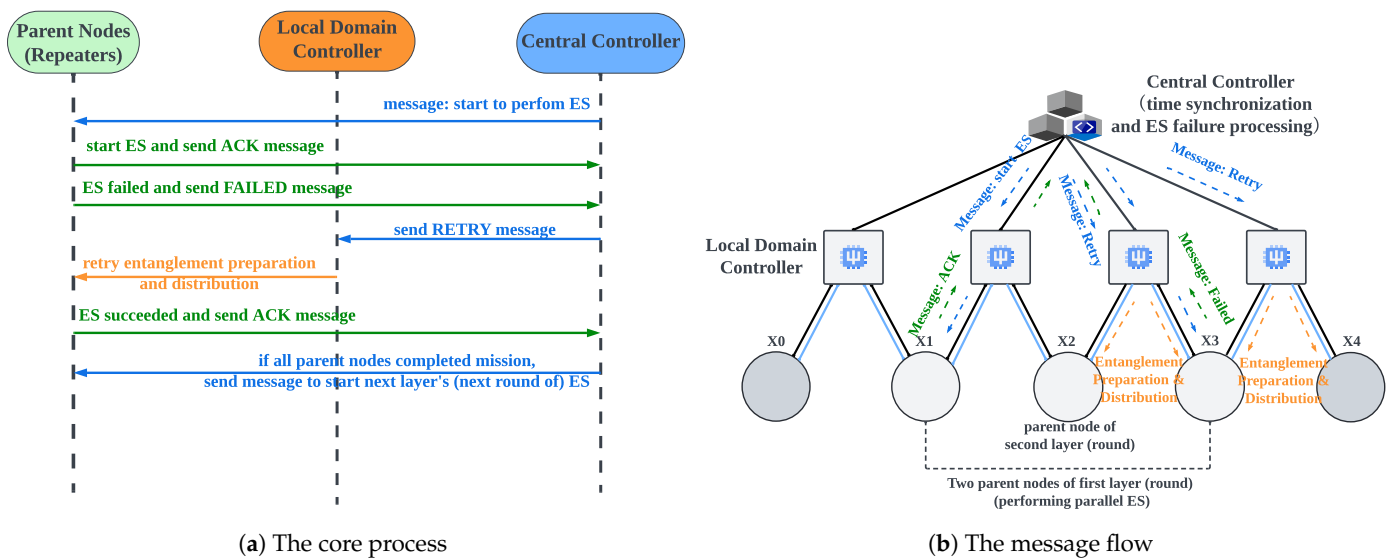 Parent Nodes
(Repeaters)
Local Domain
Controller
Central Controller
message: start to perfom ES
start ES and send ACK message
ES failed and send FAILED message
send RETRY message
retry entanglement preparation
and distribution
ES succeeded and send ACK message
if all parent nodes completed mission,
send message to start next layer's (next round of) ES
(a) The core process
Central Controller
(time synchronization
and ES failure processing)
Message: start ES
Message: Retry
Message: Retry
Local Domain
Controller
Message: ACK
Message: Failed
X0
X1
X2
X3
X4
Entanglement
Preparation &
Distribution
Entanglement
Preparation &
Distribution
parent node of
second layer (round)
Two parent nodes of first layer (round)
(performing parallel ES)
(b) The message flow